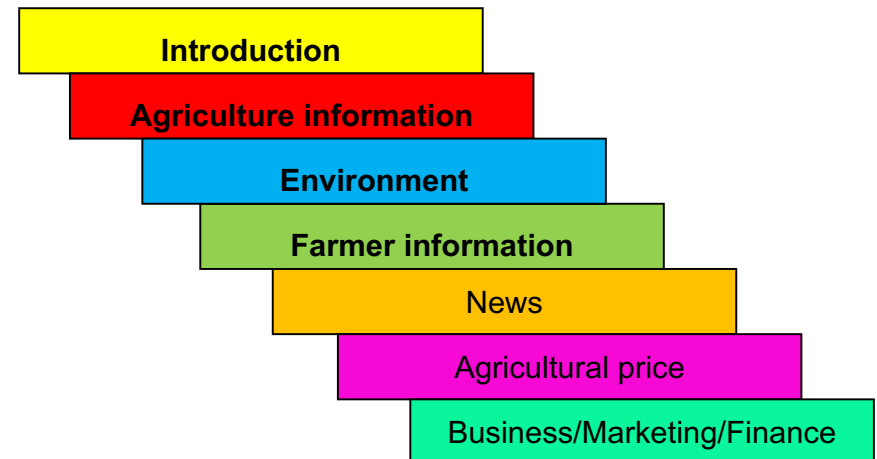 Introduction
Agriculture information
Environment
Farmer information
News
Agricultural price
Business/Marketing/Finance